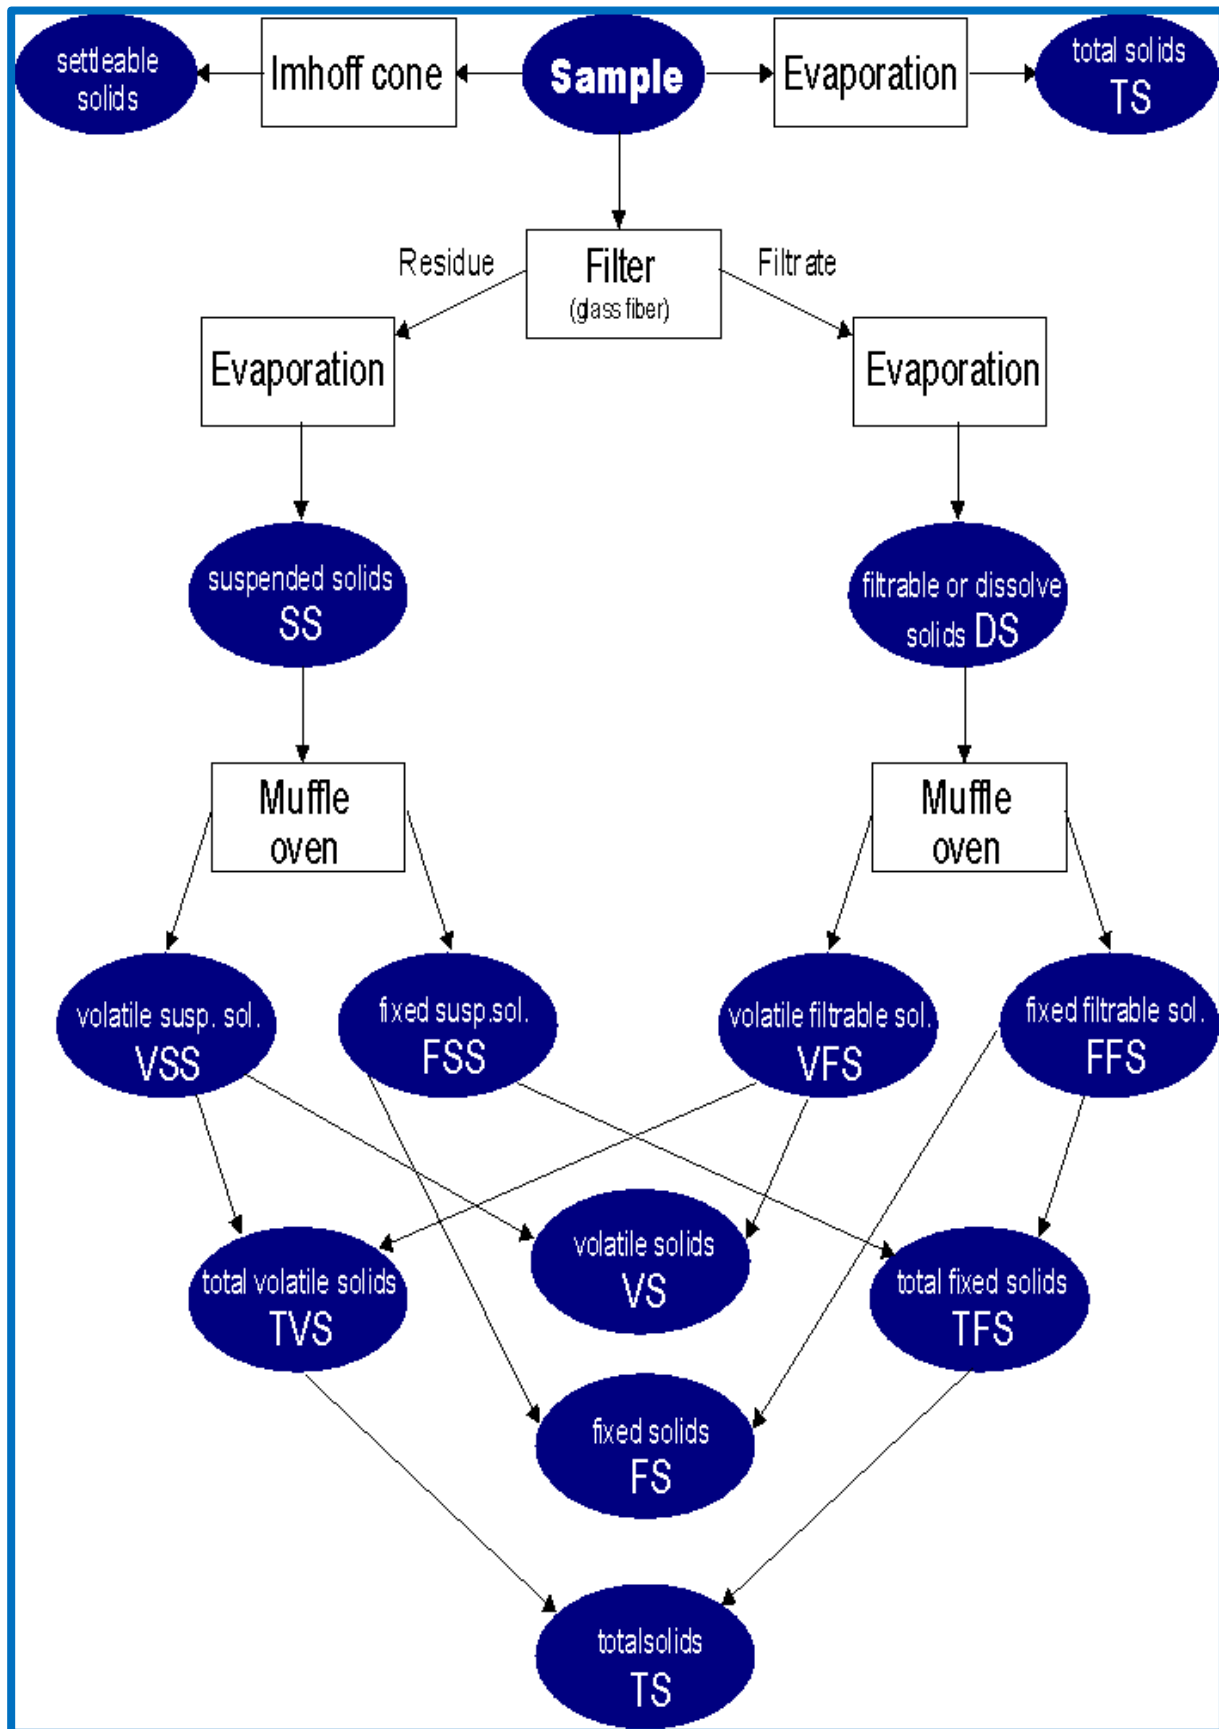 settleable
solids
Imhoff cone
Sample
Evaporation
total solids
TS
Residue
Filter
(glass fiber)
Filtrate
Evaporation
Evaporation
suspended solids
SS
filtrable or dissolve
solids DS
Muffle
oven
Muffle
oven
volatile susp. sol.
VSS
fixed susp.sol.
FSS
volatile filtrable sol.
VFS
fixed filtrable sol.
FFS
total volatile solids
TVS
volatile solids
VS
total fixed solids
TFS
fixed solids
FS
totalsolids
TS